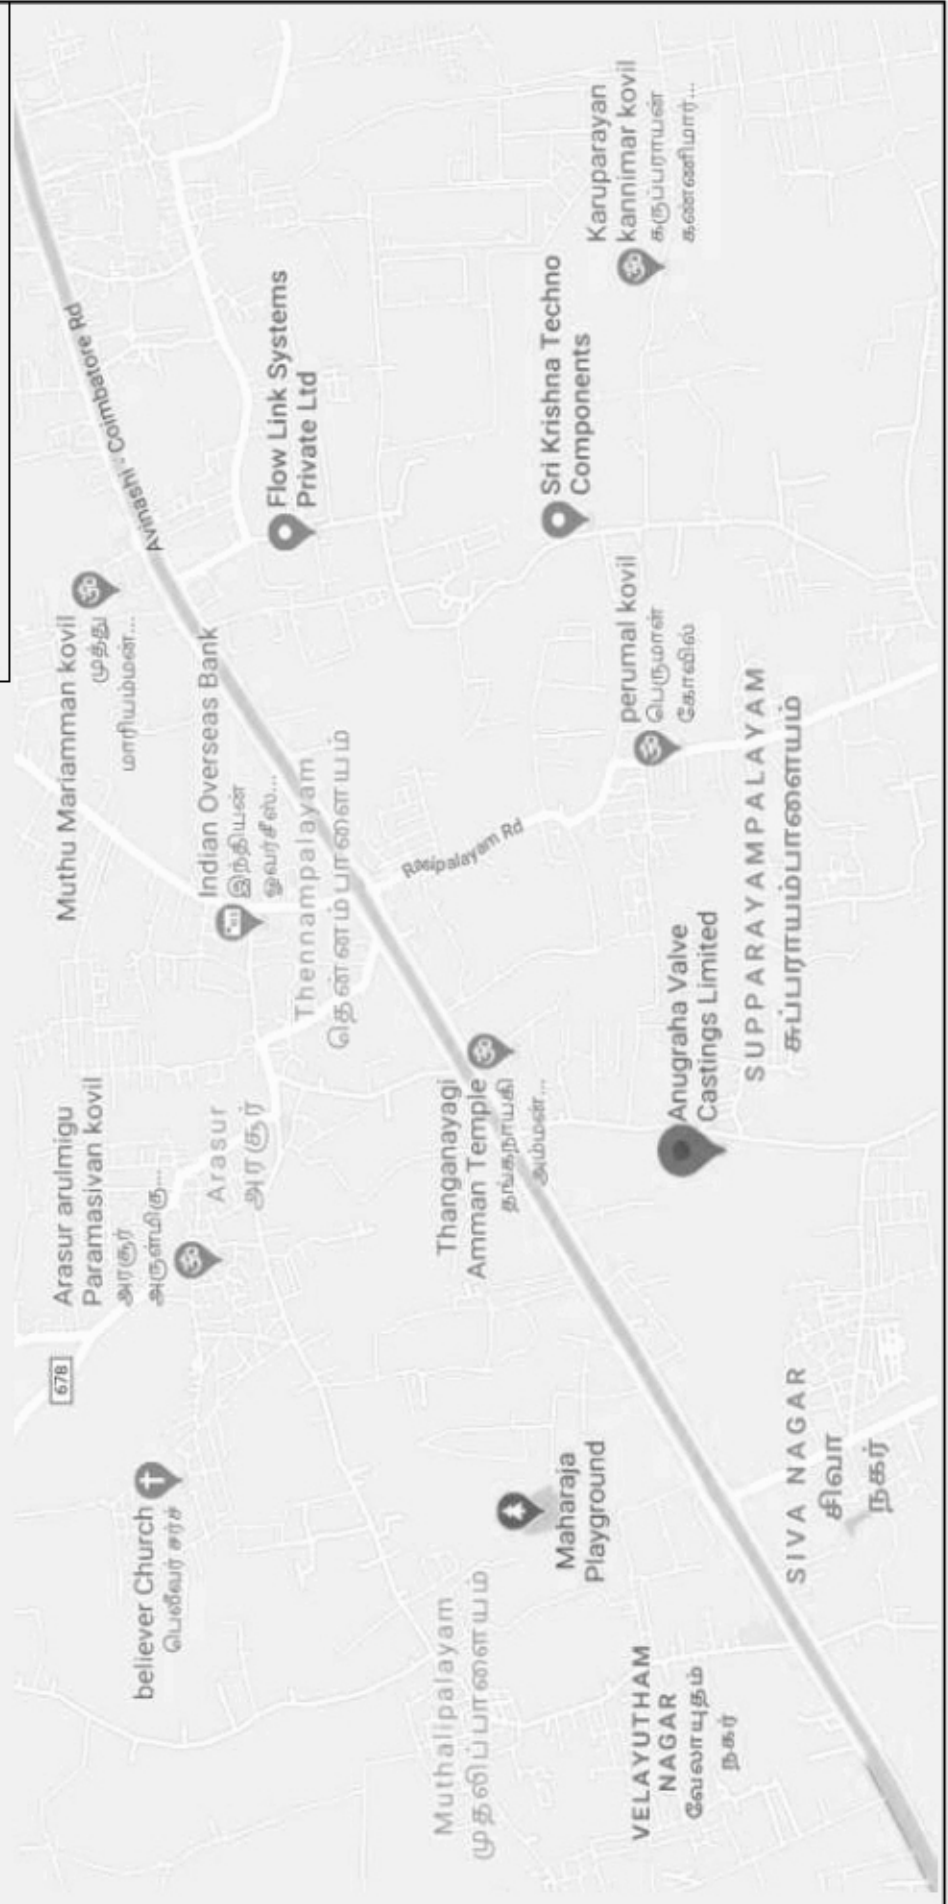 678
Arasur arulmigu
Paramasivan kovil
அரசூர்
அருள்மிகு...
Muthu Mariamman kovil
முத்து
மாரியம்மன்...
Avinashi - Coimbatore Rd
believer Church
பெலீவர் சர்ச்
Arasur
அரசூர்
Indian Overseas Bank
இந்தியன்
ஓவர்சீஸ்...
Flow Link Systems
Private Ltd
Thennampalayam
தென்னம்பாளையம்
Muthalipalayam
முதலிப்பாளையம்
Thanganayagi
Amman Temple
தங்கநாயகி
அம்மன்...
Rasipalayam Rd
Maharaja
Playground
Sri Krishna Techno
Components
Karuparayan
kannimar kovil
கருப்பராயன்
கன்னிமார்...
perumal kovil
பெருமாள்
கோவில்
VELAYUTHAM
NAGAR
வேலாயுதம்
நகர்
Anugraha Valve
Castings Limited
SUPPARAYAMPALAYAM
சுப்பராயம்பாளையம்
SIVA NAGAR
சிவா
நகர்